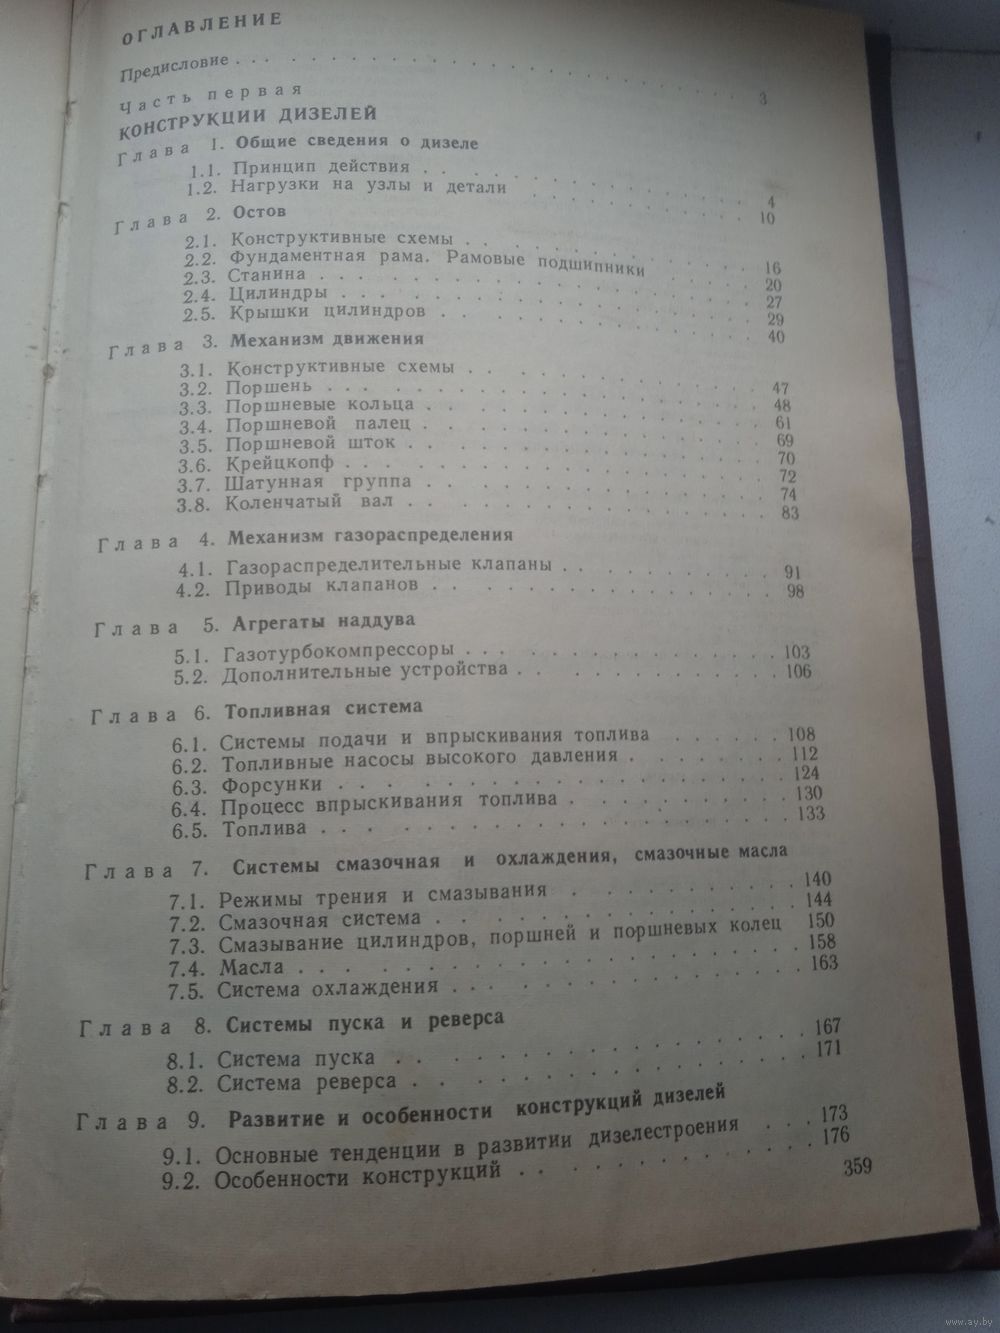 ОГЛАВЛЕНИЕ
Предисловие . . . . . . . . . . . . . . . . . . . . 3
Часть первая
КОНСТРУКЦИИ ДИЗЕЛЕЙ
Глава 1. Общие сведения о дизеле
1.1. Принцип действия . . . . . . . . . . . . . . . 4
1.2. Нагрузки на узлы и детали . . . . . . . . . . 10
Глава 2. Остов
2.1. Конструктивные схемы . . . . . . . . . . . . 16
2.2. Фундаментная рама. Рамовые подшипники . . . 20
2.3. Станина . . . . . . . . . . . . . . . . . . . 27
2.4. Цилиндры . . . . . . . . . . . . . . . . . . 29
2.5. Крышки цилиндров . . . . . . . . . . . . . . 40
Глава 3. Механизм движения
3.1. Конструктивные схемы . . . . . . . . . . . . 47
3.2. Поршень . . . . . . . . . . . . . . . . . . . 48
3.3. Поршневые кольца . . . . . . . . . . . . . . 61
3.4. Поршневой палец . . . . . . . . . . . . . . . 69
3.5. Поршневой шток . . . . . . . . . . . . . . . 70
3.6. Крейцкопф . . . . . . . . . . . . . . . . . . 72
3.7. Шатунная группа . . . . . . . . . . . . . . . 74
3.8. Коленчатый вал . . . . . . . . . . . . . . . 83
Глава 4. Механизм газораспределения
4.1. Газораспределительные клапаны . . . . . . . . 91
4.2. Приводы клапанов . . . . . . . . . . . . . . 98
Глава 5. Агрегаты наддува
5.1. Газотурбокомпрессоры . . . . . . . . . . . . 103
5.2. Дополнительные устройства . . . . . . . . . . 106
Глава 6. Топливная система
6.1. Системы подачи и впрыскивания топлива . . . . . . 108
6.2. Топливные насосы высокого давления . . . . . . . 112
6.3. Форсунки . . . . . . . . . . . . . . . . . . 124
6.4. Процесс впрыскивания топлива . . . . . . . . . 130
6.5. Топлива . . . . . . . . . . . . . . . . . . . 133
Глава 7. Системы смазочная и охлаждения, смазочные масла
7.1. Режимы трения и смазывания . . . . . . . . . . 140
7.2. Смазочная система . . . . . . . . . . . . . . 144
7.3. Смазывание цилиндров, поршней и поршневых колец 150
7.4. Масла . . . . . . . . . . . . . . . . . . . . 158
7.5. Система охлаждения . . . . . . . . . . . . . 163
Глава 8. Системы пуска и реверса
8.1. Система пуска . . . . . . . . . . . . . . . . 167
8.2. Система реверса . . . . . . . . . . . . . . . 171
Глава 9. Развитие и особенности конструкций дизелей
9.1. Основные тенденции в развитии дизелестроения . . . 173
9.2. Особенности конструкций . . . . . . . . . . . 176
359
www.ay.by